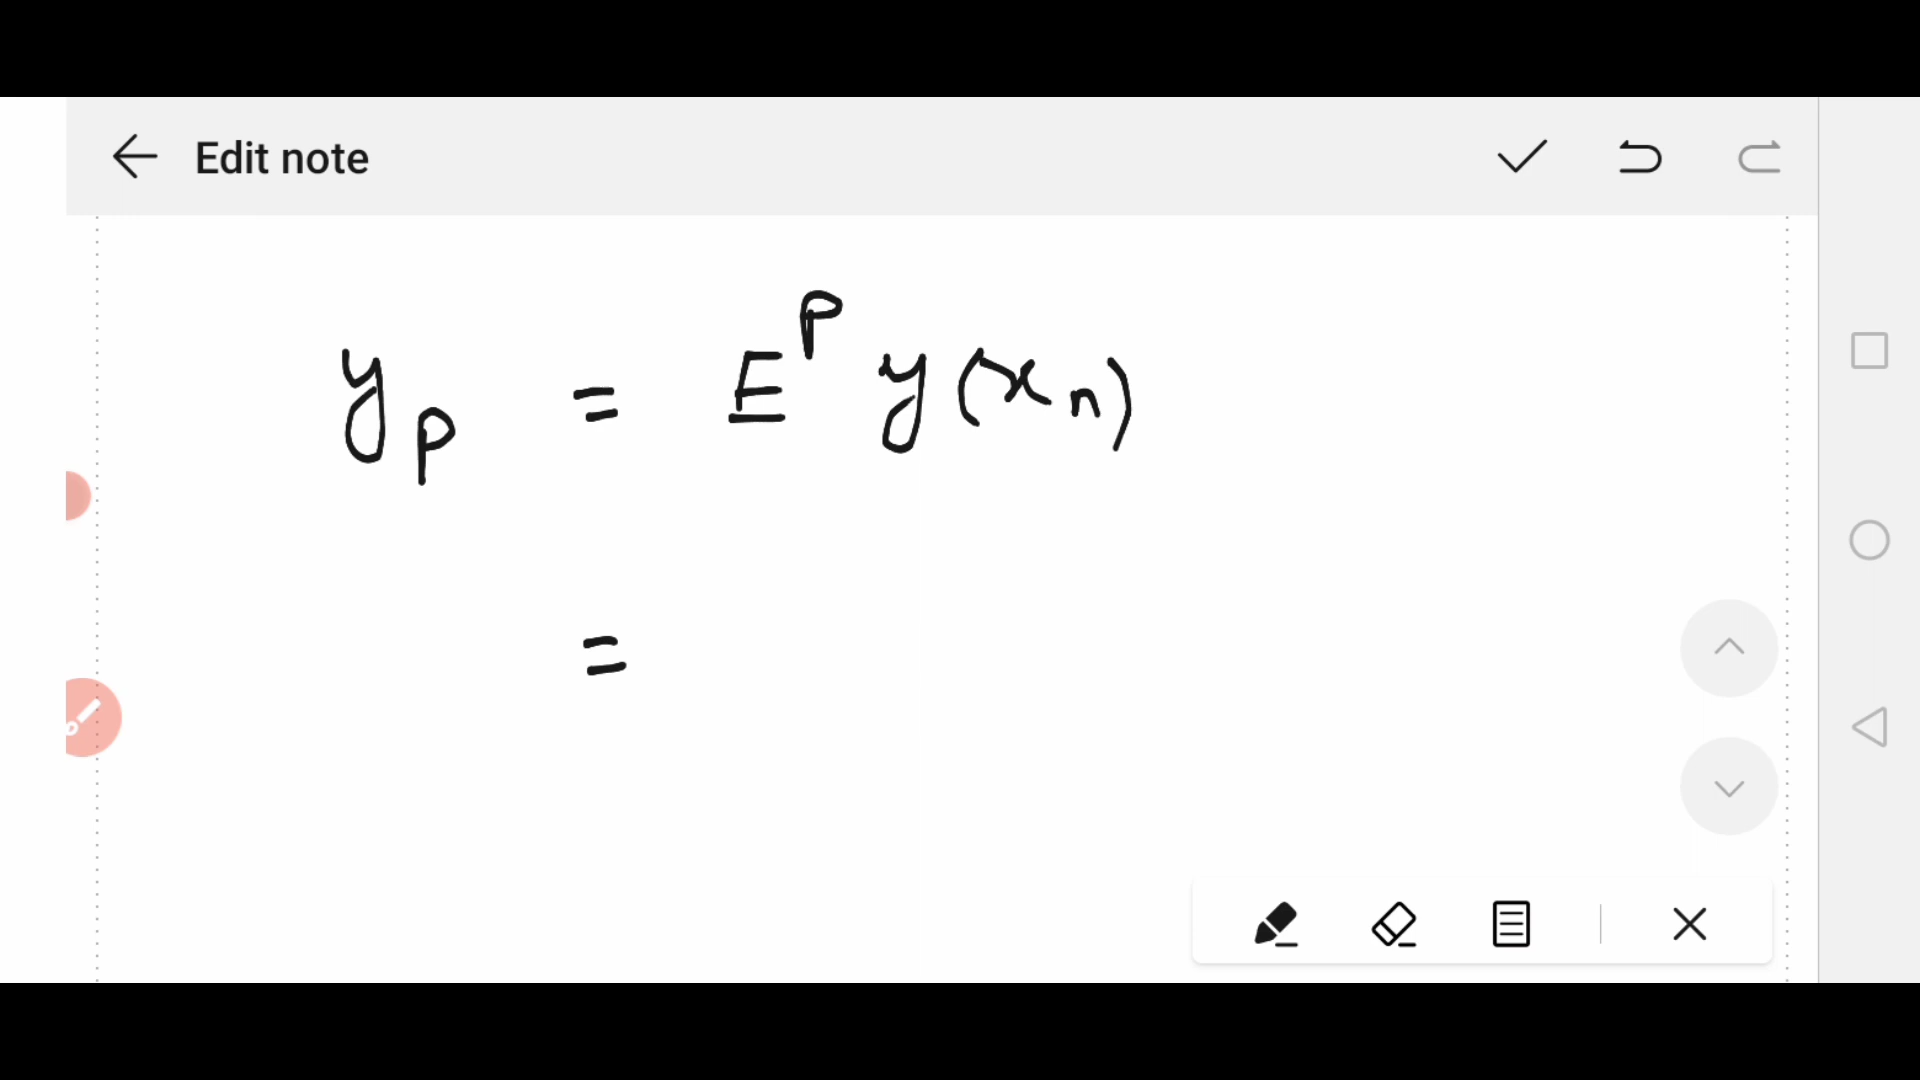 Edit note
y_p = E^p y(x_n)
=